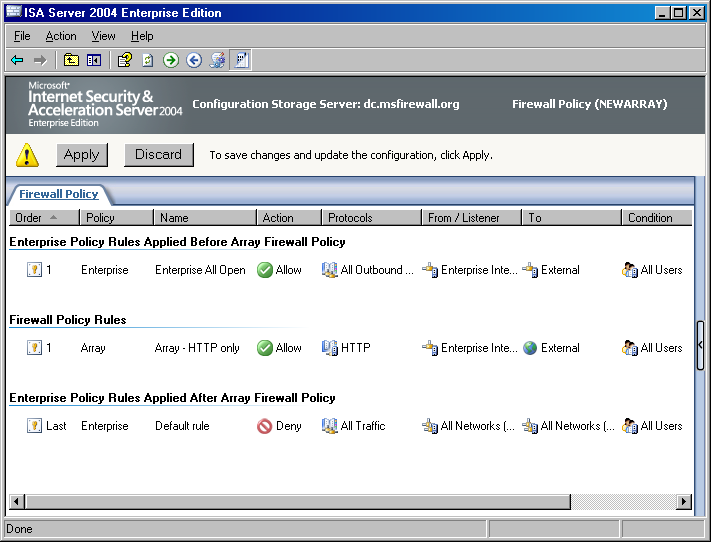 ISA Server 2004 Enterprise Edition
File Action View Help
Microsoft®
Internet Security &
Acceleration Server 2004
Enterprise Edition
Configuration Storage Server: dc.msfirewall.org
Firewall Policy (NEWARRAY)
Apply Discard To save changes and update the configuration, click Apply.
Firewall Policy
Order Policy Name Action Protocols From / Listener To Condition
Enterprise Policy Rules Applied Before Array Firewall Policy
1 Enterprise Enterprise All Open Allow All Outbound ... Enterprise Inte... External All Users
Firewall Policy Rules
1 Array Array - HTTP only Allow HTTP Enterprise Inte... External All Users
Enterprise Policy Rules Applied After Array Firewall Policy
Last Enterprise Default rule Deny All Traffic All Networks (... All Networks (... All Users
Done